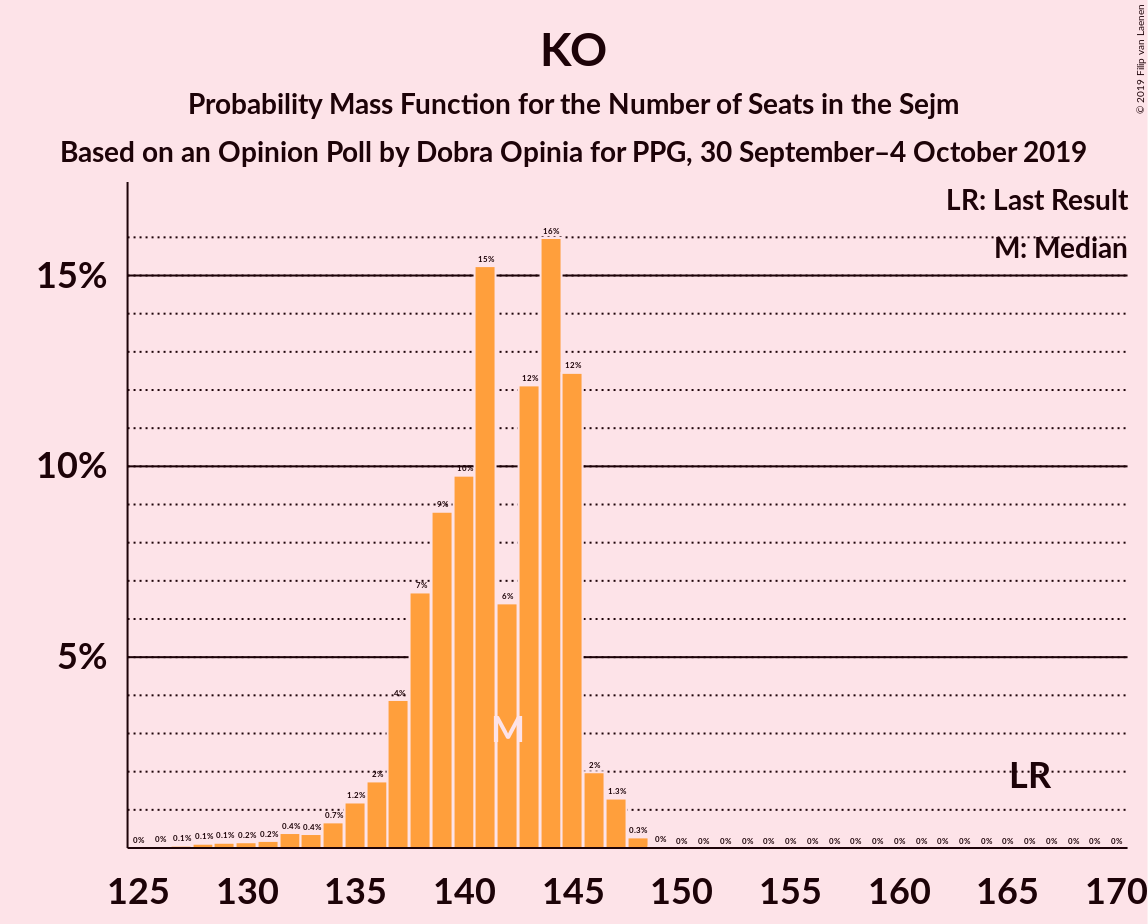 KO
Probability Mass Function for the Number of Seats in the Sejm
Based on an Opinion Poll by Dobra Opinia for PPG, 30 September–4 October 2019
© 2019 Filip van Laenen
LR: Last Result
M: Median
15%
10%
5%
0% 0% 0.1% 0.1% 0.1% 0.2% 0.2% 0.4% 0.4% 0.7% 1.2% 2% 4% 7% 9% 10% 15% 6% 12% 16% 12% 2% 1.3% 0.3% 0% 0% 0% 0% 0% 0% 0% 0% 0% 0% 0% 0% 0% 0% 0% 0% 0% 0% 0% 0% 0% 0%
M
LR
125 130 135 140 145 150 155 160 165 170